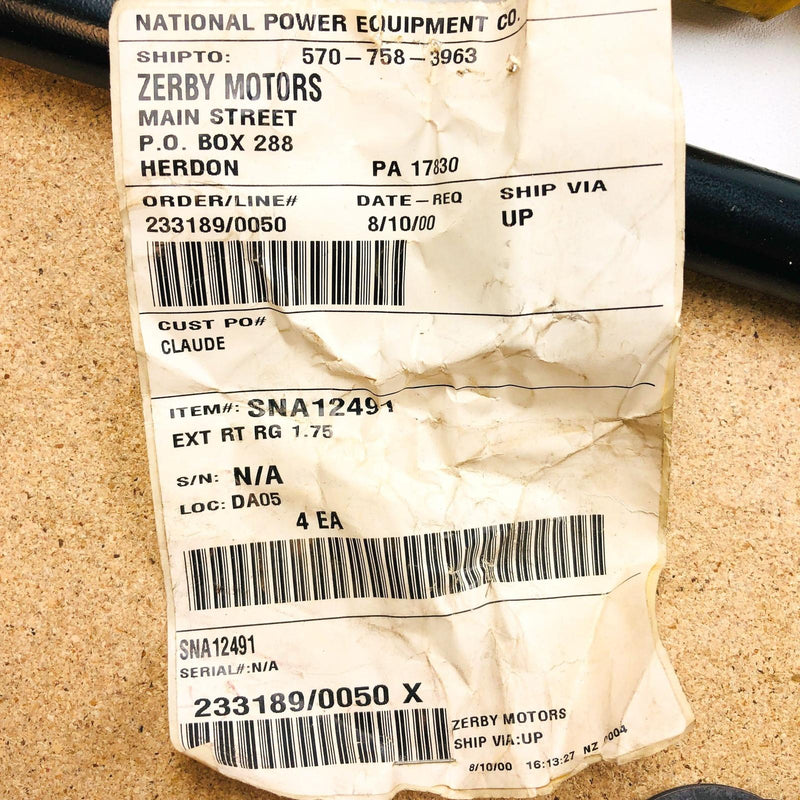 NATIONAL POWER EQUIPMENT CO.
SHIPTO: 570-758-3963
ZERBY MOTORS
MAIN STREET
P.O. BOX 288
HERDON PA 17830
ORDER/LINE# DATE-REQ SHIP VIA
233189/0050 8/10/00 UP
CUST PO#
CLAUDE
ITEM#: SNA12491
EXT RT RG 1.75
S/N: N/A
LOC: DA05
4 EA
SNA12491
SERIAL#:N/A
233189/0050 X
ZERBY MOTORS
SHIP VIA:UP
8/10/00 16:13:27 NZ 0004